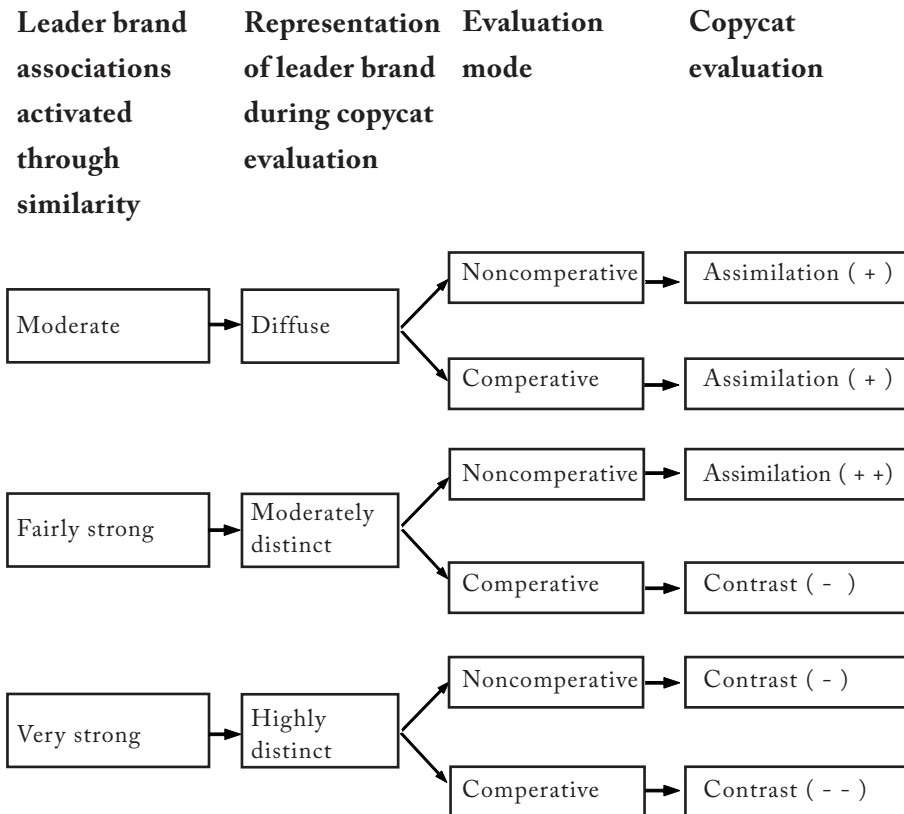 Leader brand
associations
activated
through
similarity
Representation
of leader brand
during copycat
evaluation
Evaluation
mode
Copycat
evaluation
Moderate
Diffuse
Noncomperative
Assimilation ( + )
Comperative
Assimilation ( + )
Fairly strong
Moderately
distinct
Noncomperative
Assimilation ( + +)
Comperative
Contrast ( -  )
Very strong
Highly
distinct
Noncomperative
Contrast ( - )
Comperative
Contrast ( - - )